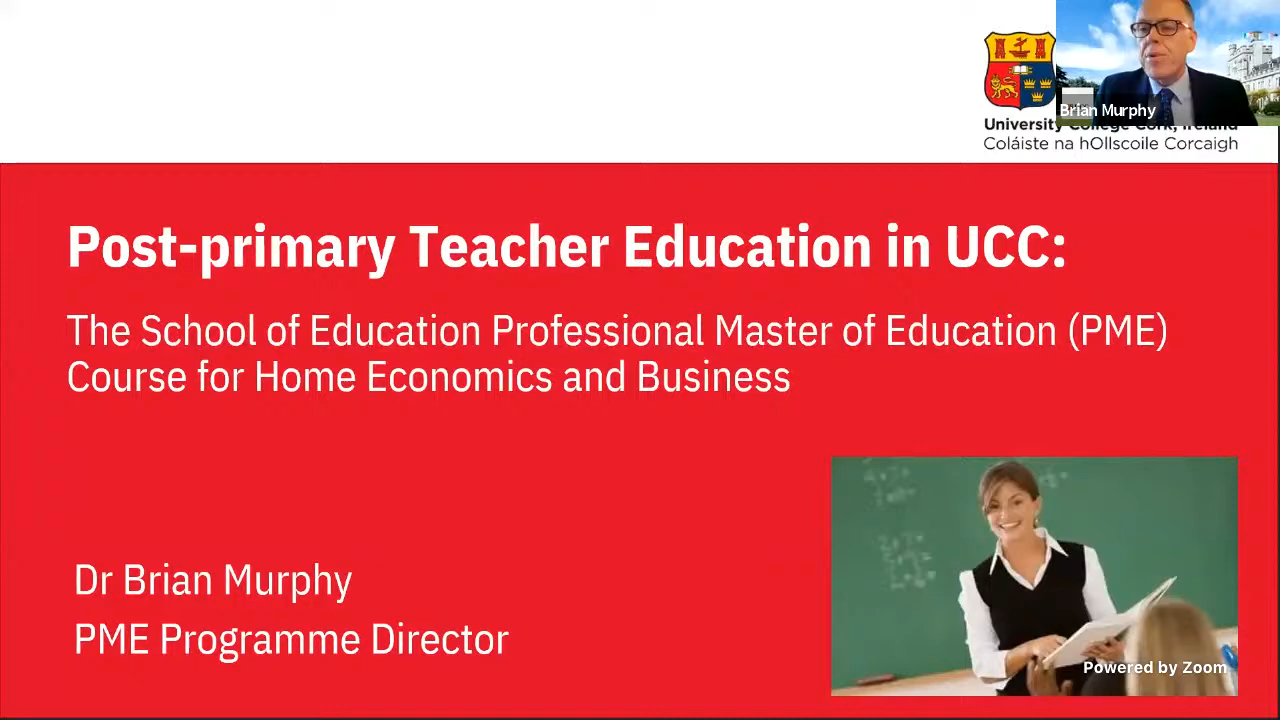 Brian Murphy
University College Cork, Ireland
Coláiste na hOllscoile Corcaigh
Post-primary Teacher Education in UCC:
The School of Education Professional Master of Education (PME)
Course for Home Economics and Business
Dr Brian Murphy
PME Programme Director
Powered by Zoom